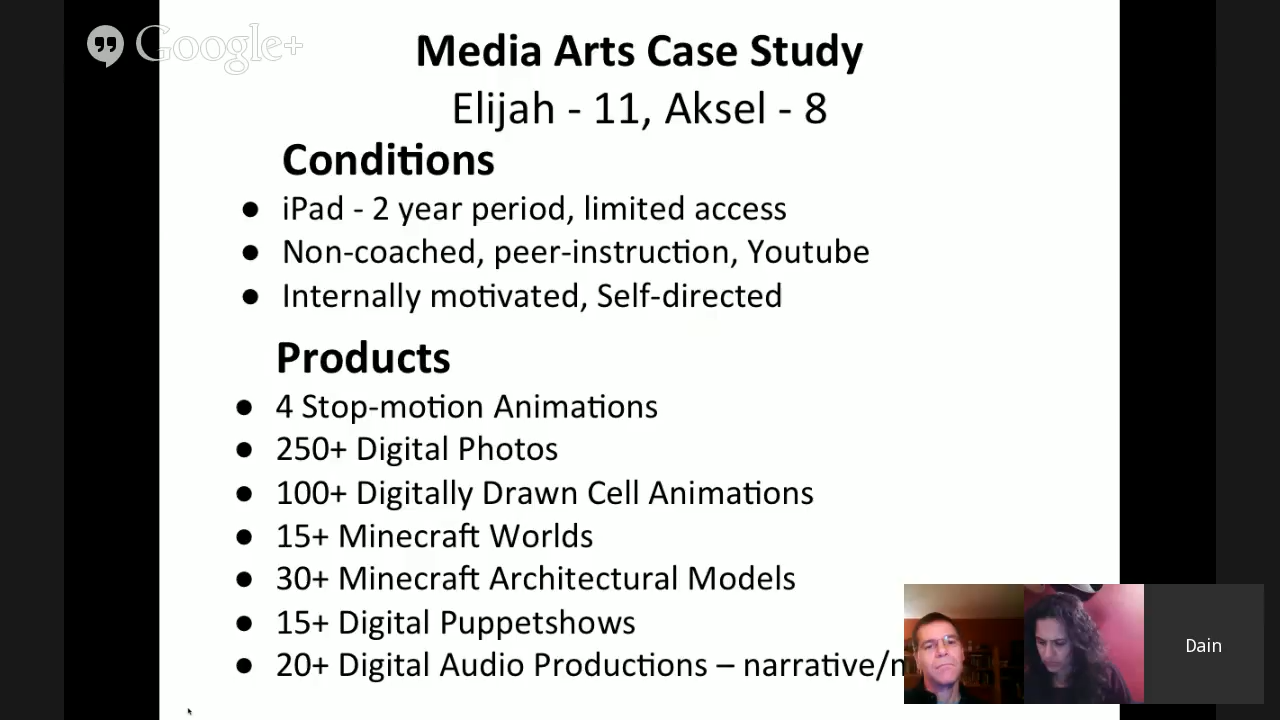 Google+
Media Arts Case Study
Elijah - 11, Aksel - 8
Conditions
● iPad - 2 year period, limited access
● Non-coached, peer-instruction, Youtube
● Internally motivated, Self-directed
Products
● 4 Stop-motion Animations
● 250+ Digital Photos
● 100+ Digitally Drawn Cell Animations
● 15+ Minecraft Worlds
● 30+ Minecraft Architectural Models
● 15+ Digital Puppetshows
● 20+ Digital Audio Productions – narrative/
Dain